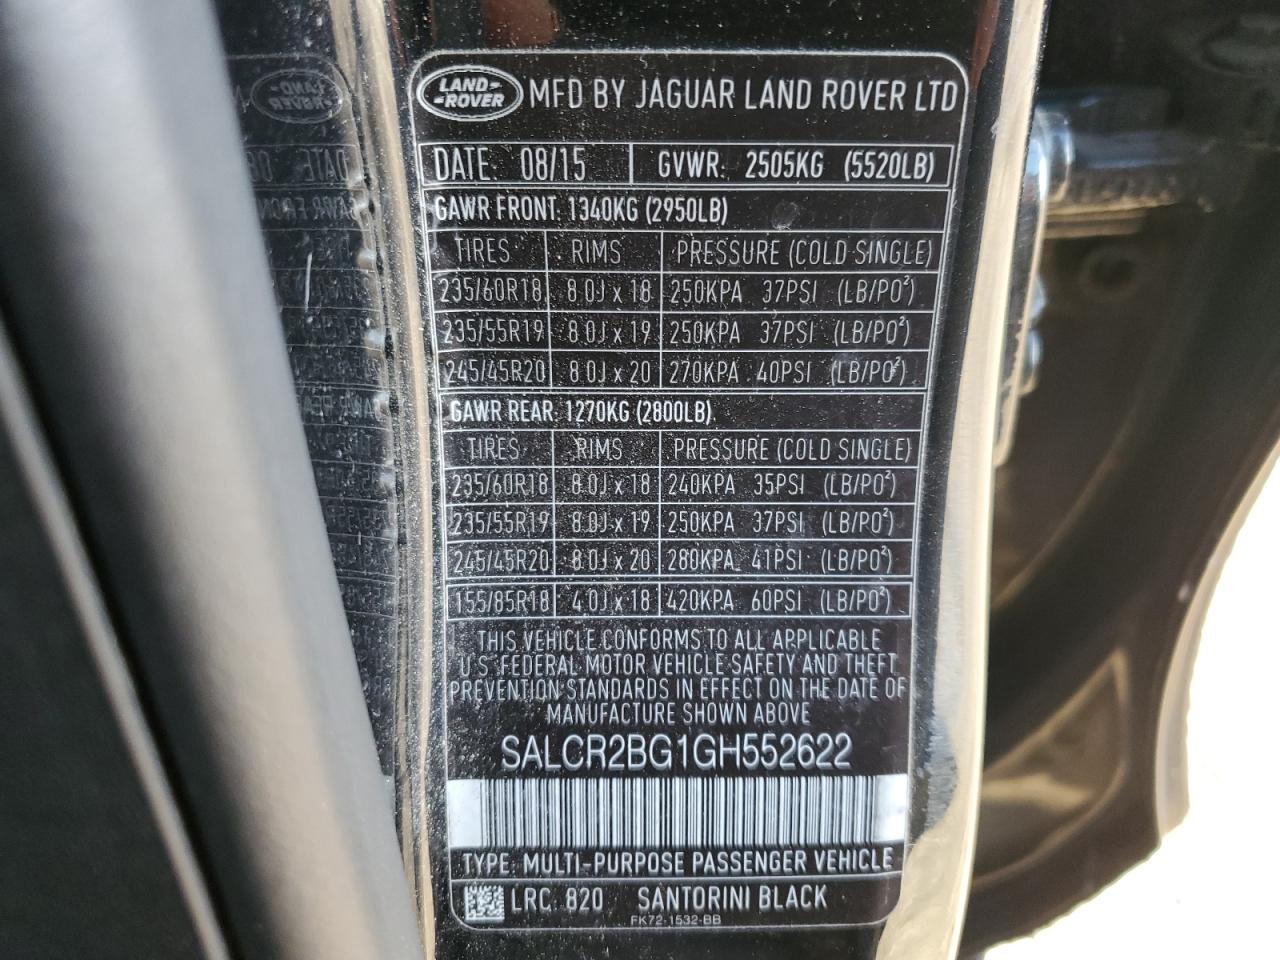 LAND-
-ROVER
MFD BY JAGUAR LAND ROVER LTD
DATE: 08/15 GVWR: 2505KG (5520LB)
GAWR FRONT: 1340KG (2950LB)
TIRES RIMS PRESSURE (COLD SINGLE)
235/60R18 8.0J x 18 250KPA 37PSI (LB/PO²)
235/55R19 8.0J x 19 250KPA 37PSI (LB/PO²)
245/45R20 8.0J x 20 270KPA 40PSI (LB/PO²)
GAWR REAR: 1270KG (2800LB)
TIRES RIMS PRESSURE (COLD SINGLE)
235/60R18 8.0J x 18 240KPA 35PSI (LB/PO²)
235/55R19 8.0J x 19 250KPA 37PSI (LB/PO²)
245/45R20 8.0J x 20 280KPA 41PSI (LB/PO²)
155/85R18 4.0J x 18 420KPA 60PSI (LB/PO²)
THIS VEHICLE CONFORMS TO ALL APPLICABLE
U.S. FEDERAL MOTOR VEHICLE SAFETY AND THEFT
PREVENTION STANDARDS IN EFFECT ON THE DATE OF
MANUFACTURE SHOWN ABOVE
SALCR2BG1GH552622
TYPE: MULTI-PURPOSE PASSENGER VEHICLE
LRC: 820 SANTORINI BLACK
FK72-1532-BB